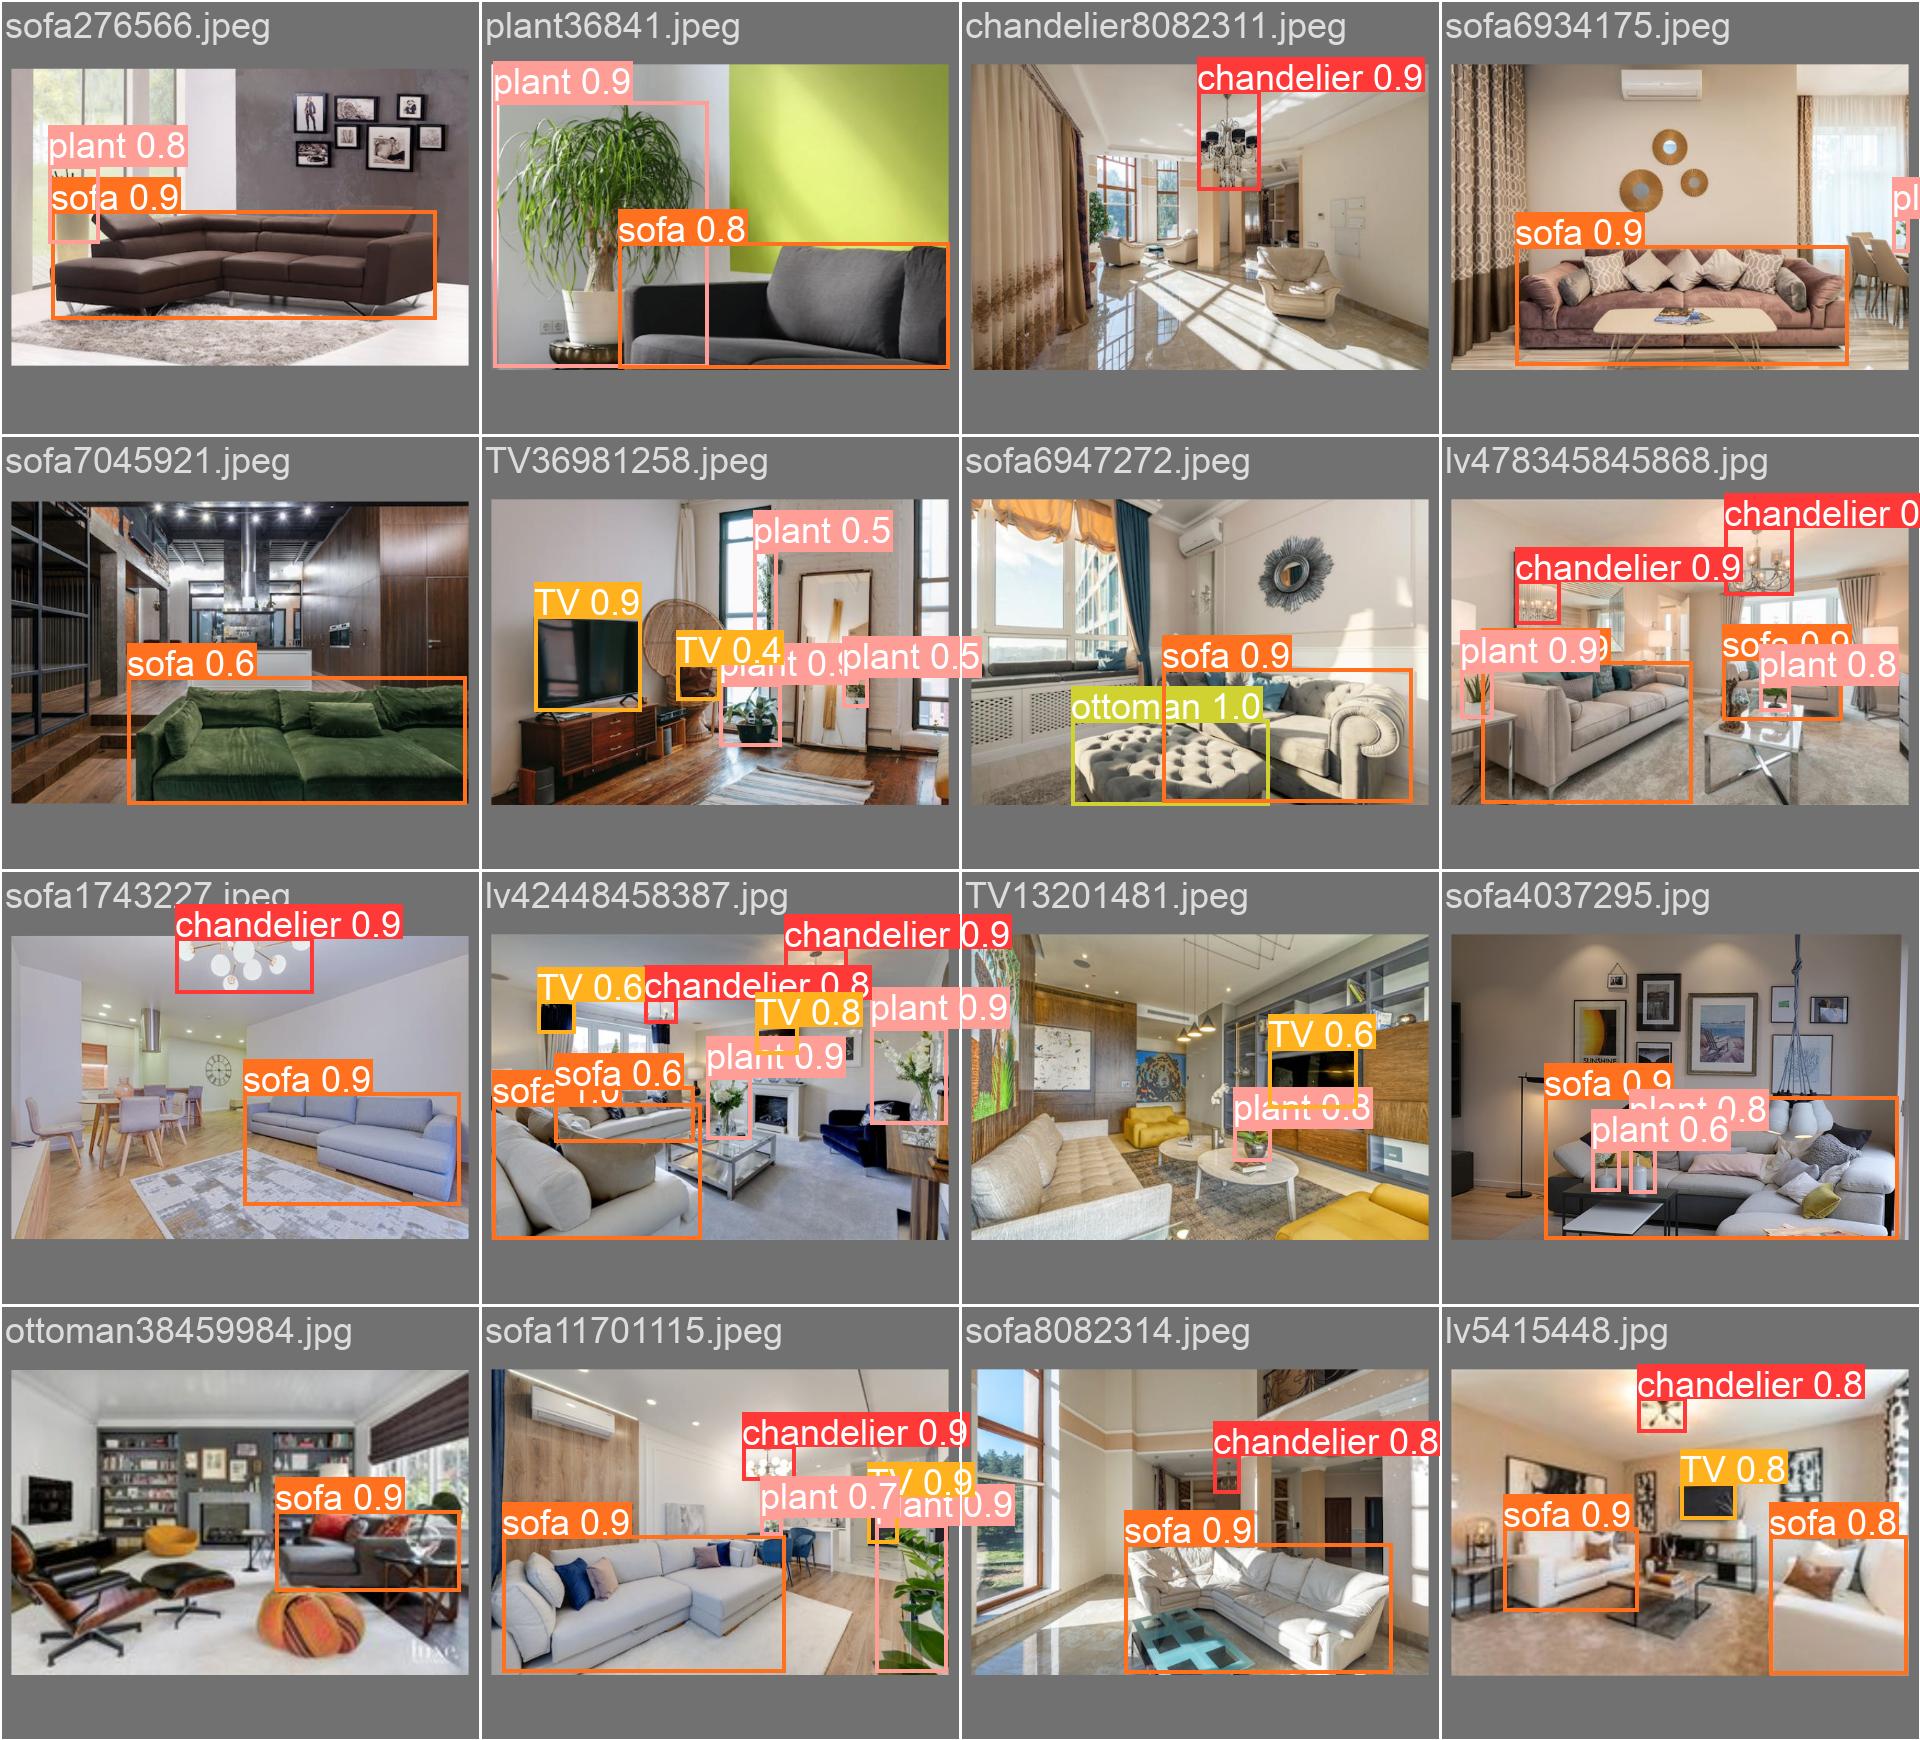 sofa276566.jpeg
plant 0.8
sofa 0.9
plant36841.jpeg
plant 0.9
sofa 0.8
chandelier8082311.jpeg
chandelier 0.9
sofa6934175.jpeg
pl
sofa 0.9
sofa7045921.jpeg
sofa 0.6
TV36981258.jpeg
plant 0.5
TV 0.9
TV 0.4
plant 0.5
sofa6947272.jpeg
sofa 0.9
ottoman 1.0
lv478345845868.jpg
chandelier 0
chandelier 0.9
sofa 0.9
plant 0.9
plant 0.8
sofa1743227.jpeg
chandelier 0.9
sofa 0.9
lv42448458387.jpg
chandelier 0.9
TV 0.6
chandelier 0.8
TV 0.8
plant 0.9
plant 0.9
sofa 0.6
sofa 1.0
TV13201481.jpeg
TV 0.6
plant 0.8
sofa4037295.jpg
SUNSHINE
sofa 0.9
plant 0.8
plant 0.6
ottoman38459984.jpg
sofa 0.9
luxe
sofa11701115.jpeg
chandelier 0.9
TV 0.9
plant 0.7
ant 0.9
sofa 0.9
sofa8082314.jpeg
chandelier 0.8
sofa 0.9
lv5415448.jpg
chandelier 0.8
TV 0.8
sofa 0.9
sofa 0.8